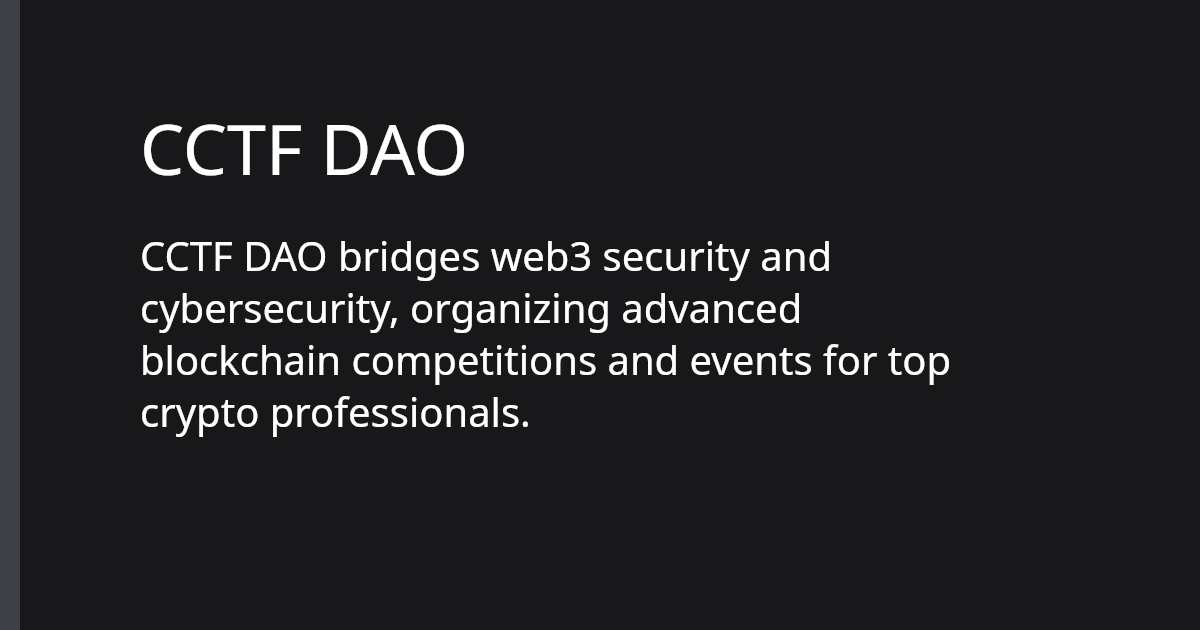 CCTF DAO
CCTF DAO bridges web3 security and
cybersecurity, organizing advanced
blockchain competitions and events for top
crypto professionals.